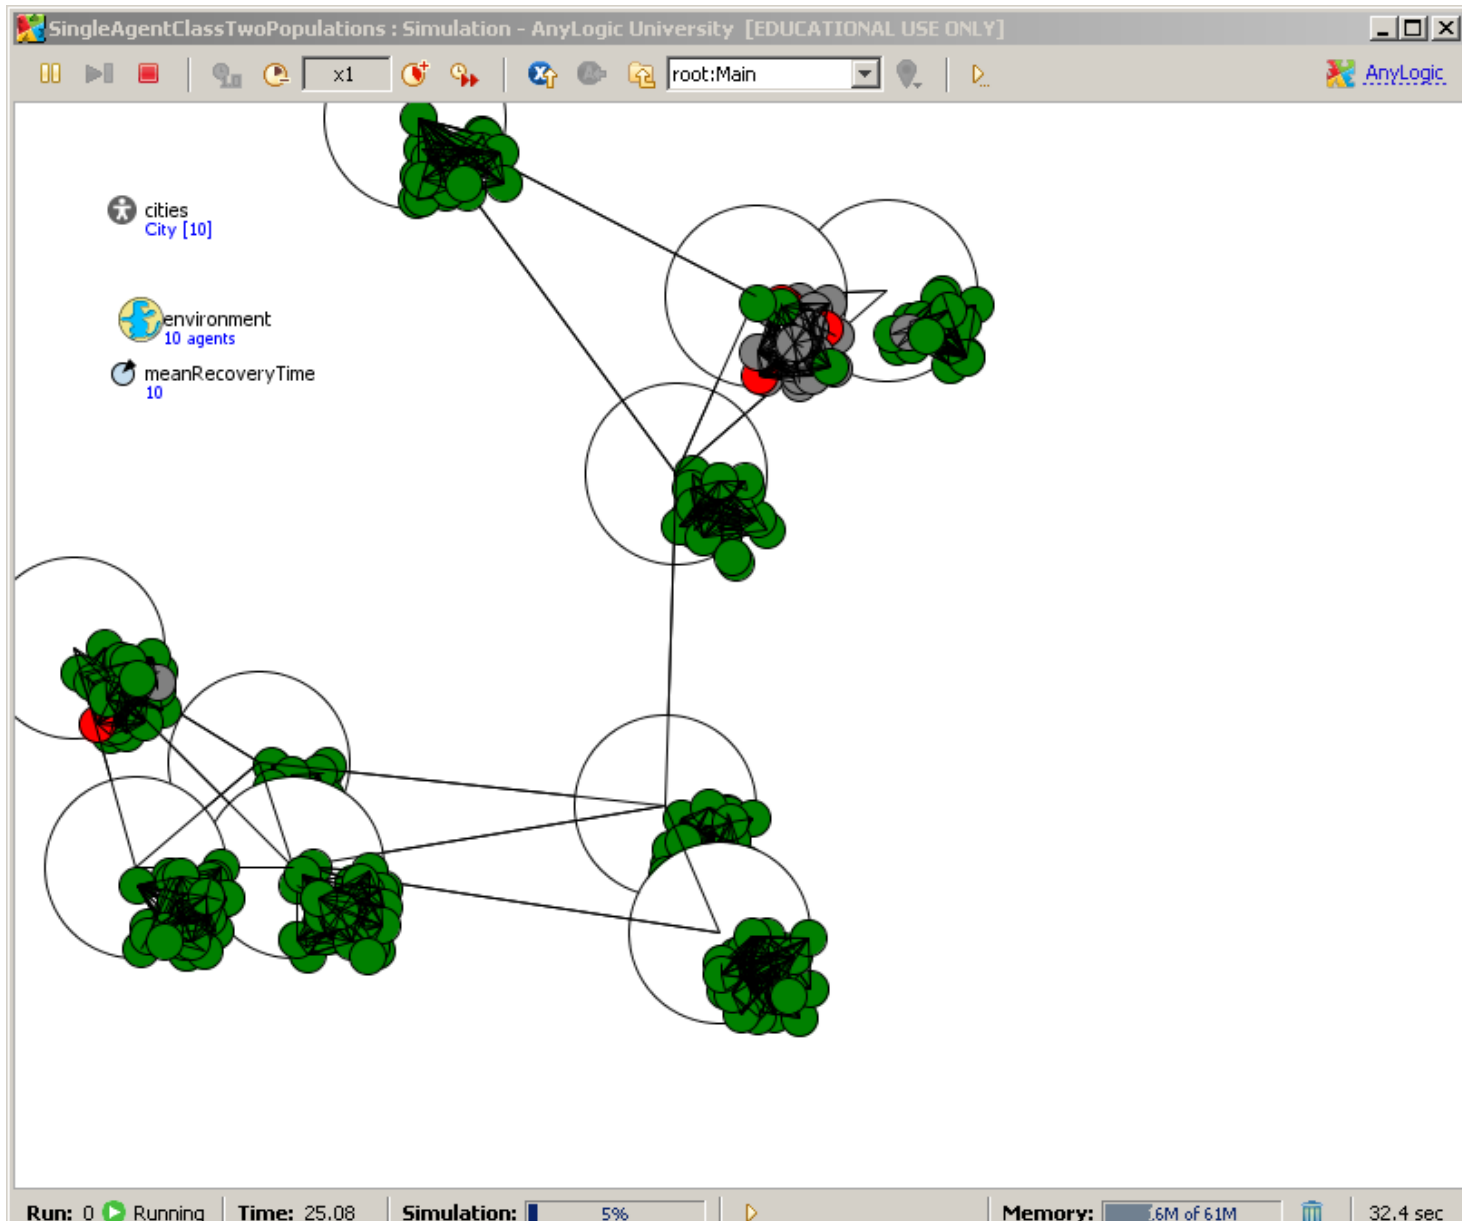 SingleAgentClassTwoPopulations : Simulation - AnyLogic University [EDUCATIONAL USE ONLY]
x1 root:Main AnyLogic
cities
City [10]
environment
10 agents
meanRecoveryTime
10
Run: 0 Running Time: 25.08 Simulation: 5% Memory: 6M of 61M 32.4 sec